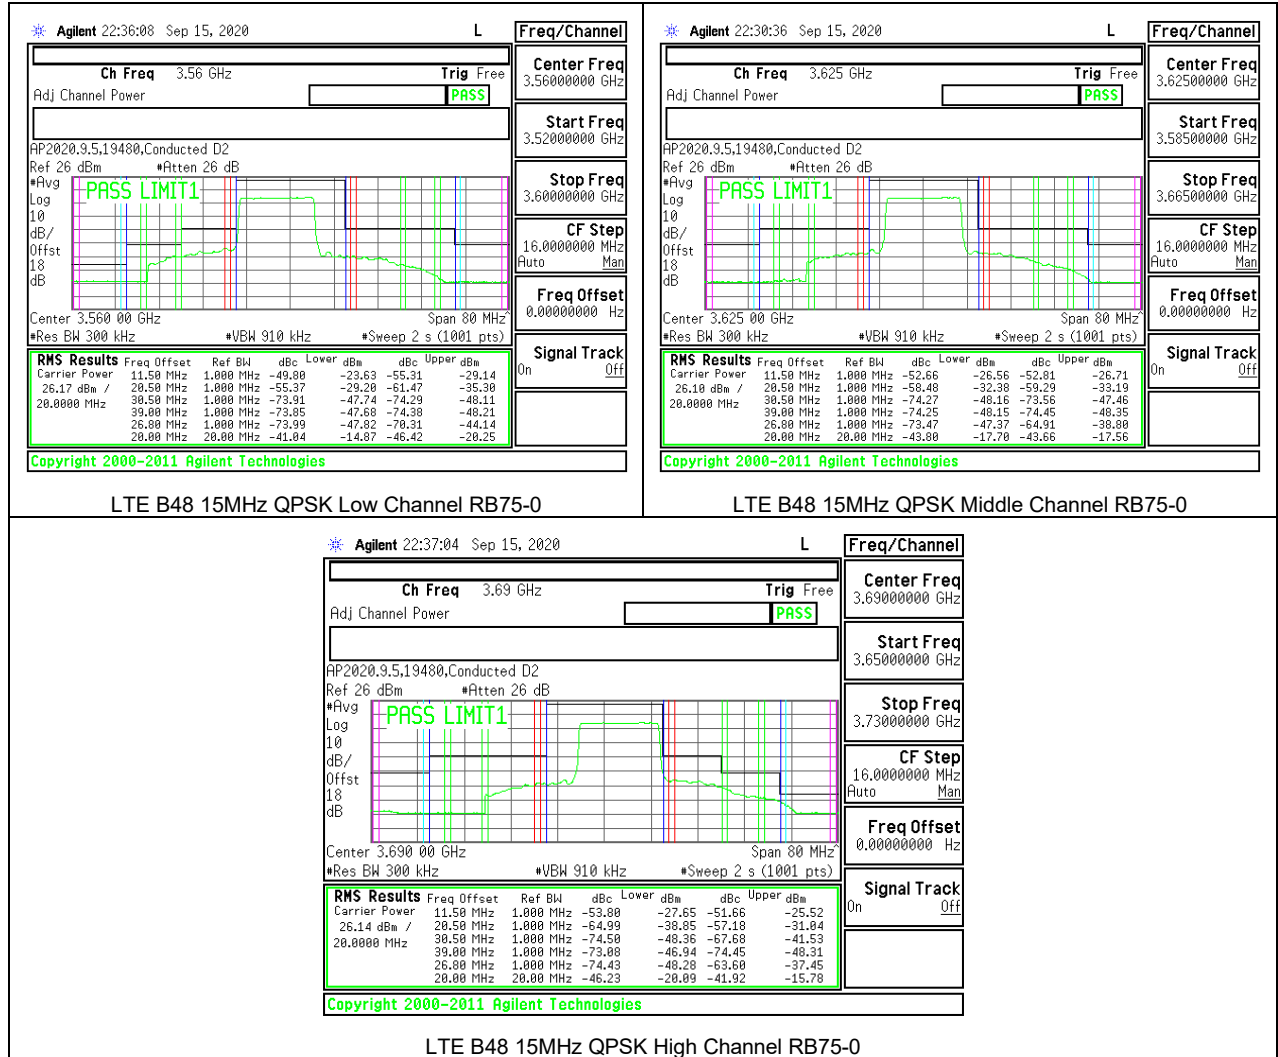 Agilent 22:36:08 Sep 15, 2020 L
Freq/Channel
Ch Freq 3.56 GHz Trig Free
Adj Channel Power PASS
AP2020.9.5,19480,Conducted D2
Ref 26 dBm #Atten 26 dB
#Avg
Log
10
dB/
Offst
18
dB
PASS LIMIT1
Center 3.560 00 GHz Span 80 MHz^
#Res BW 300 kHz #VBW 910 kHz #Sweep 2 s (1001 pts)
RMS Results Freq Offset Ref BW dBc Lower dBm dBc Upper dBm
Carrier Power 11.50 MHz 1.000 MHz -49.80 -23.63 -55.31 -29.14
26.17 dBm / 20.50 MHz 1.000 MHz -55.37 -29.20 -61.47 -35.30
20.0000 MHz 30.50 MHz 1.000 MHz -73.91 -47.74 -74.29 -48.11
39.00 MHz 1.000 MHz -73.85 -47.68 -74.38 -48.21
26.80 MHz 1.000 MHz -73.99 -47.82 -70.31 -44.14
20.00 MHz 20.00 MHz -41.04 -14.87 -46.42 -20.25
Copyright 2000-2011 Agilent Technologies
Center Freq
3.56000000 GHz
Start Freq
3.52000000 GHz
Stop Freq
3.60000000 GHz
CF Step
16.0000000 MHz
Auto Man
Freq Offset
0.00000000 Hz
Signal Track
On Off
LTE B48 15MHz QPSK Low Channel RB75-0
Agilent 22:30:36 Sep 15, 2020 L
Freq/Channel
Ch Freq 3.625 GHz Trig Free
Adj Channel Power PASS
AP2020.9.5,19480,Conducted D2
Ref 26 dBm #Atten 26 dB
#Avg
Log
10
dB/
Offst
18
dB
PASS LIMIT1
Center 3.625 00 GHz Span 80 MHz^
#Res BW 300 kHz #VBW 910 kHz #Sweep 2 s (1001 pts)
RMS Results Freq Offset Ref BW dBc Lower dBm dBc Upper dBm
Carrier Power 11.50 MHz 1.000 MHz -52.66 -26.56 -52.81 -26.71
26.10 dBm / 20.50 MHz 1.000 MHz -58.48 -32.38 -59.29 -33.19
20.0000 MHz 30.50 MHz 1.000 MHz -74.27 -48.16 -73.56 -47.46
39.00 MHz 1.000 MHz -74.25 -48.15 -74.45 -48.35
26.80 MHz 1.000 MHz -73.47 -47.37 -64.91 -38.80
20.00 MHz 20.00 MHz -43.80 -17.70 -43.66 -17.56
Copyright 2000-2011 Agilent Technologies
Center Freq
3.62500000 GHz
Start Freq
3.58500000 GHz
Stop Freq
3.66500000 GHz
CF Step
16.0000000 MHz
Auto Man
Freq Offset
0.00000000 Hz
Signal Track
On Off
LTE B48 15MHz QPSK Middle Channel RB75-0
Agilent 22:37:04 Sep 15, 2020 L
Freq/Channel
Ch Freq 3.69 GHz Trig Free
Adj Channel Power PASS
AP2020.9.5,19480,Conducted D2
Ref 26 dBm #Atten 26 dB
#Avg
Log
10
dB/
Offst
18
dB
PASS LIMIT1
Center 3.690 00 GHz Span 80 MHz^
#Res BW 300 kHz #VBW 910 kHz #Sweep 2 s (1001 pts)
RMS Results Freq Offset Ref BW dBc Lower dBm dBc Upper dBm
Carrier Power 11.50 MHz 1.000 MHz -53.80 -27.65 -51.66 -25.52
26.14 dBm / 20.50 MHz 1.000 MHz -64.99 -38.85 -57.18 -31.04
20.0000 MHz 30.50 MHz 1.000 MHz -74.50 -48.36 -67.68 -41.53
39.00 MHz 1.000 MHz -73.08 -46.94 -74.45 -48.31
26.80 MHz 1.000 MHz -74.43 -48.28 -63.60 -37.45
20.00 MHz 20.00 MHz -46.23 -20.09 -41.92 -15.78
Copyright 2000-2011 Agilent Technologies
Center Freq
3.69000000 GHz
Start Freq
3.65000000 GHz
Stop Freq
3.73000000 GHz
CF Step
16.0000000 MHz
Auto Man
Freq Offset
0.00000000 Hz
Signal Track
On Off
LTE B48 15MHz QPSK High Channel RB75-0